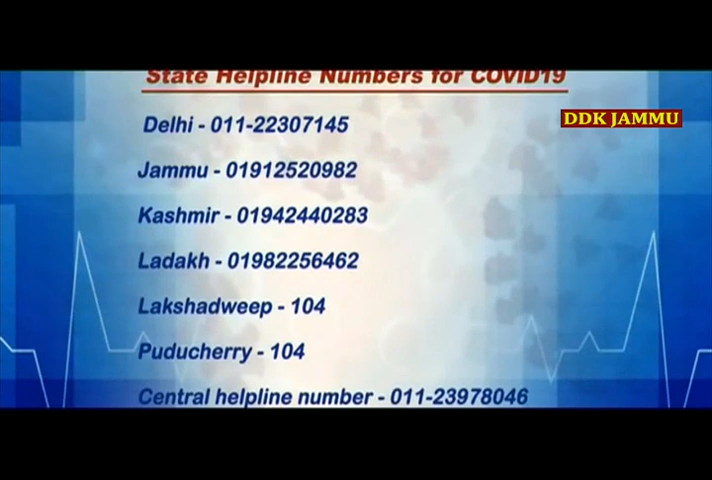 State Helpline Numbers for COVID19
DDK JAMMU
Delhi - 011-22307145
Jammu - 01912520982
Kashmir - 01942440283
Ladakh - 01982256462
Lakshadweep - 104
Puducherry - 104
Central helpline number - 011-23978046